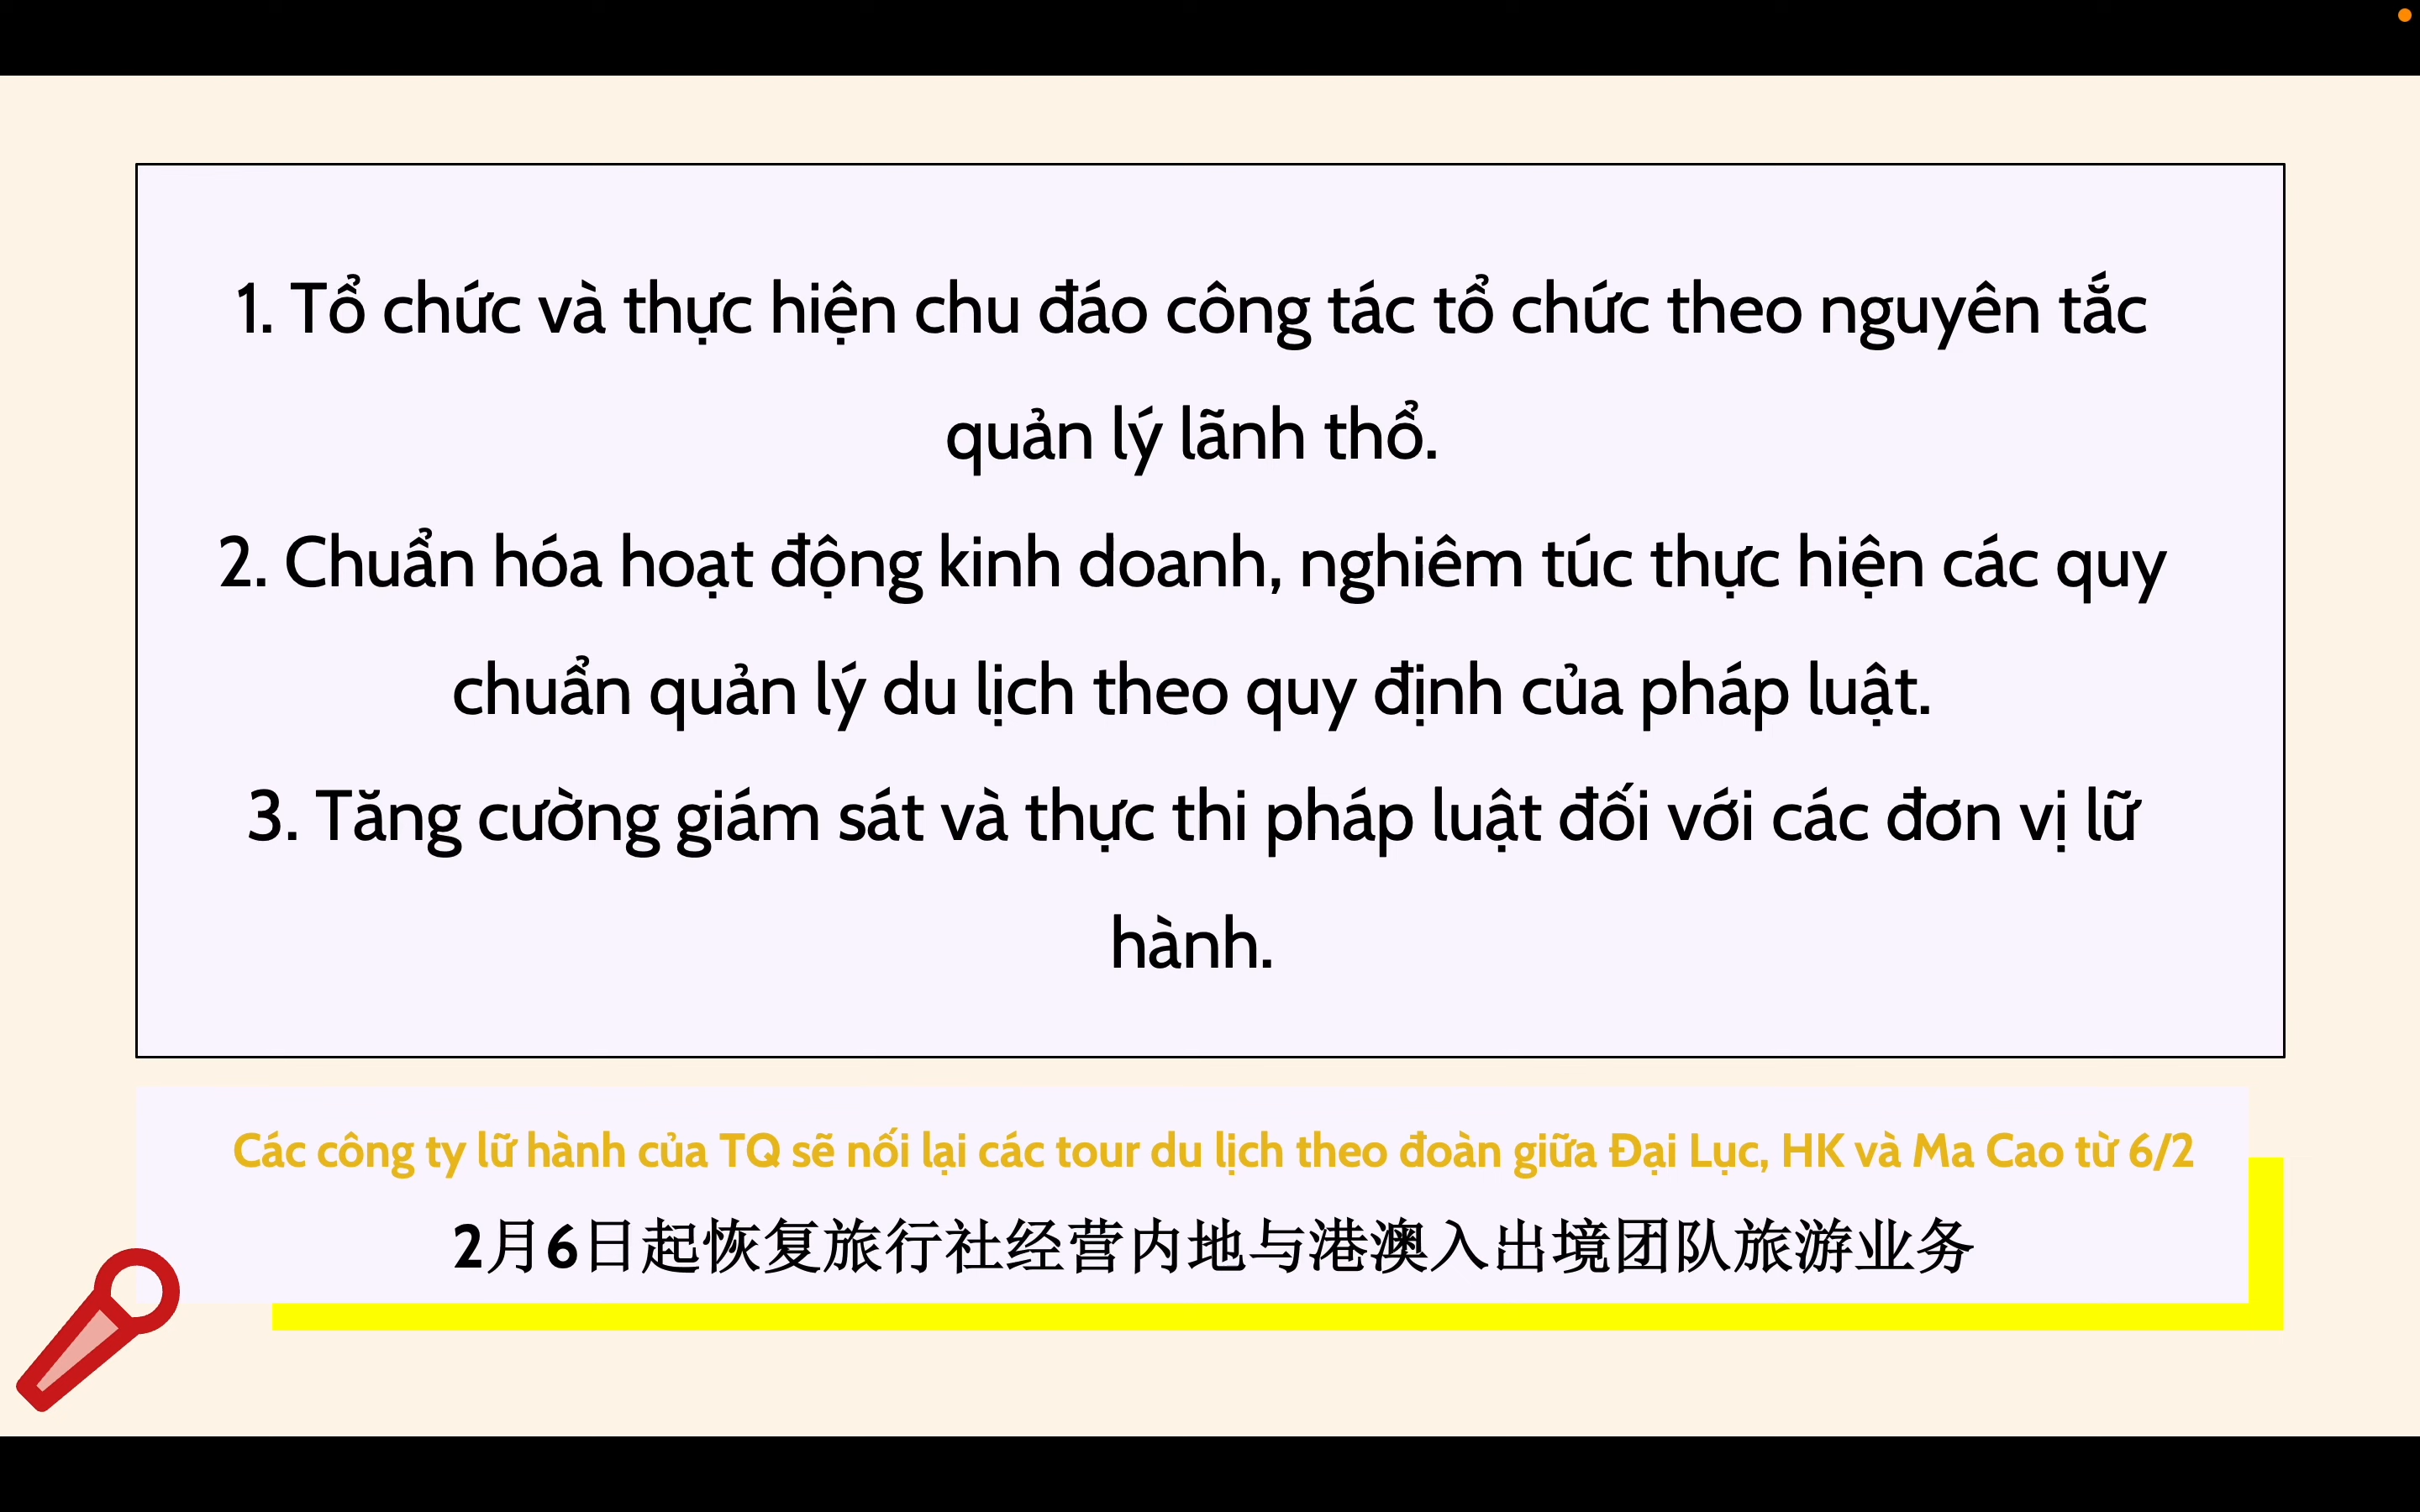 1. Tổ chức và thực hiện chu đáo công tác tổ chức theo nguyên tắc
quản lý lãnh thổ.
2. Chuẩn hóa hoạt động kinh doanh, nghiêm túc thực hiện các quy
chuẩn quản lý du lịch theo quy định của pháp luật.
3. Tăng cường giám sát và thực thi pháp luật đối với các đơn vị lữ
hành.
Các công ty lữ hành của TQ sẽ nối lại các tour du lịch theo đoàn giữa Đại Lục, HK và Ma Cao từ 6/2
2月6日起恢复旅行社经营内地与港澳入出境团队旅游业务